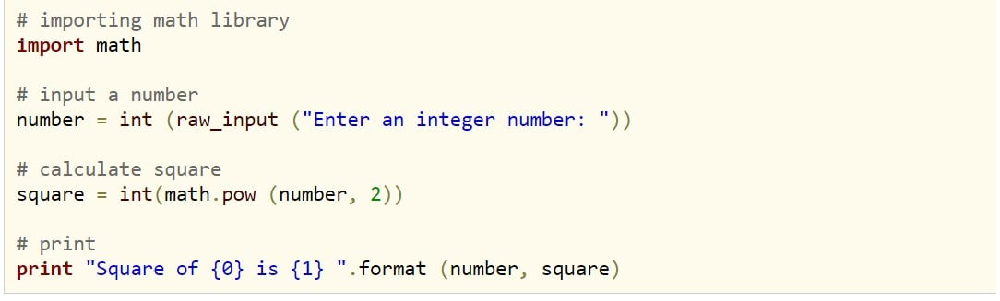 # importing math library
import math
# input a number
number = int (raw_input ("Enter an integer number: "))
# calculate square
square = int(math.pow (number, 2))
# print
print "Square of {0} is {1} ".format (number, square)